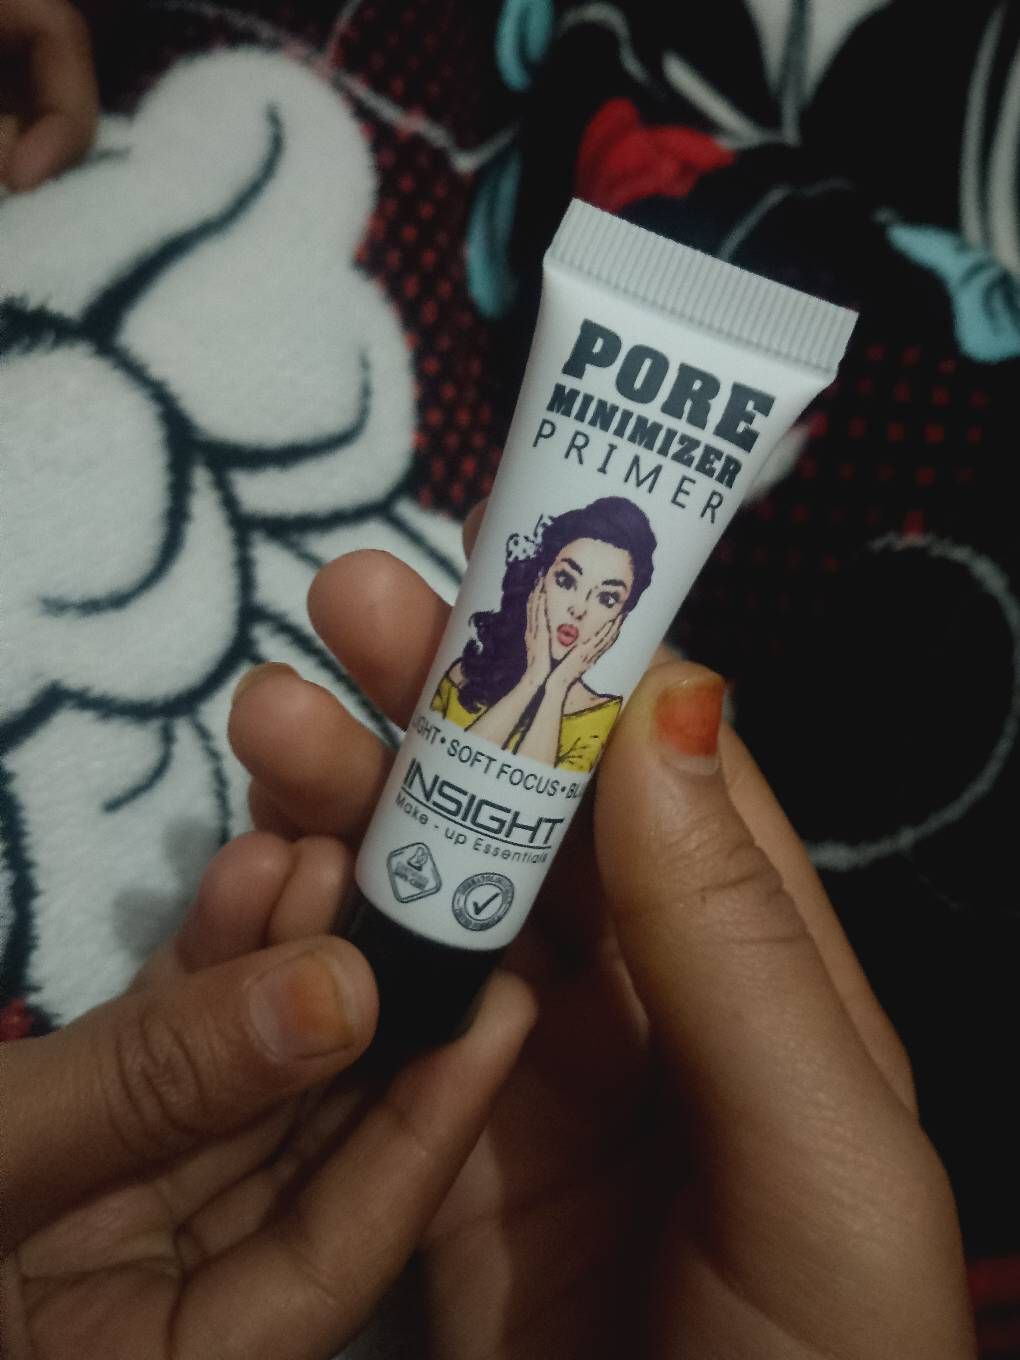 PORE
MINIMIZER
PRIMER
SOFT FOCUS
INSIGHT
Make-up Essentials